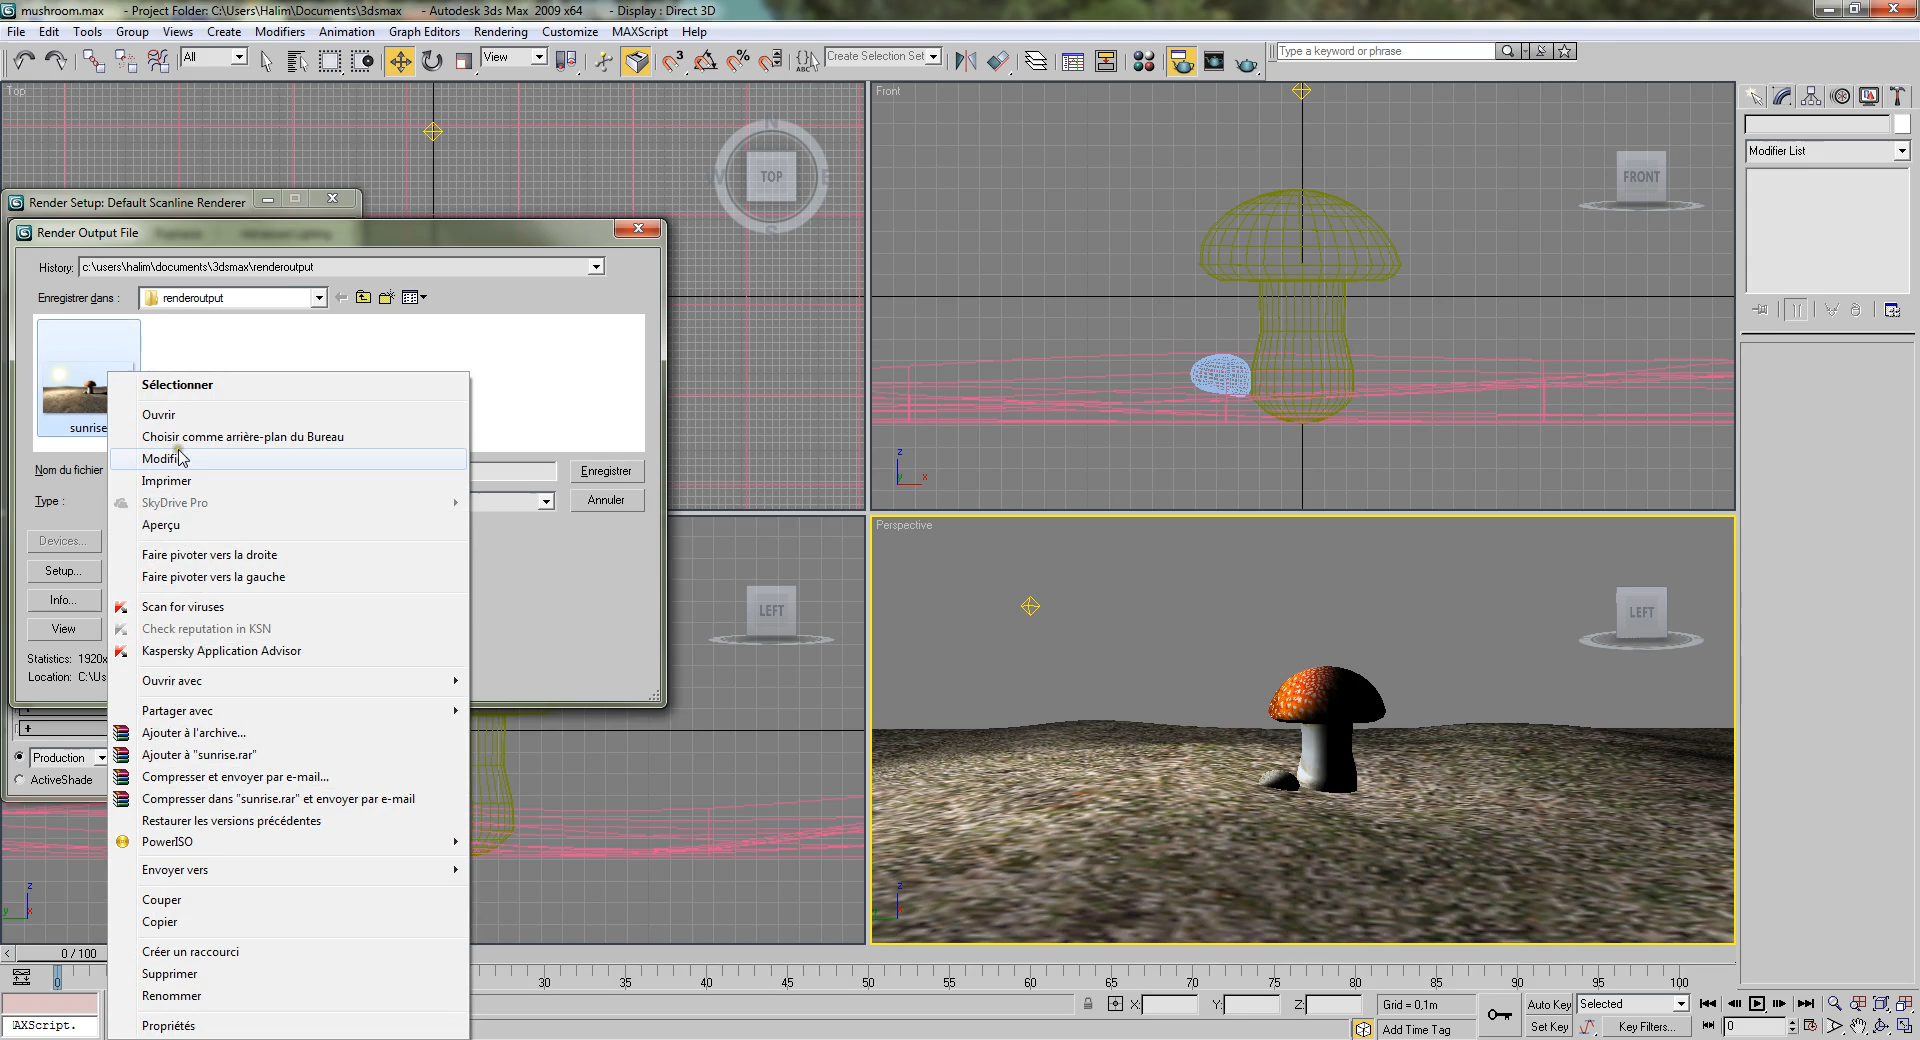 mushroom.max - Project Folder: C:\Users\Halim\Documents\3dsmax - Autodesk 3ds Max 2009 x64 - Display : Direct 3D
File Edit Tools Group Views Create Modifiers Animation Graph Editors Rendering Customize MAXScript Help
All View Create Selection Set Type a keyword or phrase
Top
TOP
Front
FRONT
Modifier List
Render Setup: Default Scanline Renderer
Render Output File
History: c:\users\halim\documents\3dsmax\renderoutput
Enregistrer dans : renderoutput
sunrise
Nom du fichier
Enregistrer
Type :
Annuler
Devices...
Setup...
Info...
View
Statistics: 1920x
Location: C:\Us
Production
ActiveShade
Sélectionner
Ouvrir
Choisir comme arrière-plan du Bureau
Modifi
Imprimer
SkyDrive Pro
Aperçu
Faire pivoter vers la droite
Faire pivoter vers la gauche
Scan for viruses
Check reputation in KSN
Kaspersky Application Advisor
Ouvrir avec
Partager avec
Ajouter à l'archive...
Ajouter à "sunrise.rar"
Compresser et envoyer par e-mail...
Compresser dans "sunrise.rar" et envoyer par e-mail
Restaurer les versions précédentes
PowerISO
Envoyer vers
Couper
Copier
Créer un raccourci
Supprimer
Renommer
Propriétés
LEFT
Perspective
LEFT
z
x
z
y
x
z
0 / 100
0 30 35 40 45 50 55 60 65 70 75 80 85 90 95 100
X: Y: Z: Grid = 0,1m Auto Key Selected
AXScript. Add Time Tag Set Key Key Filters... 0